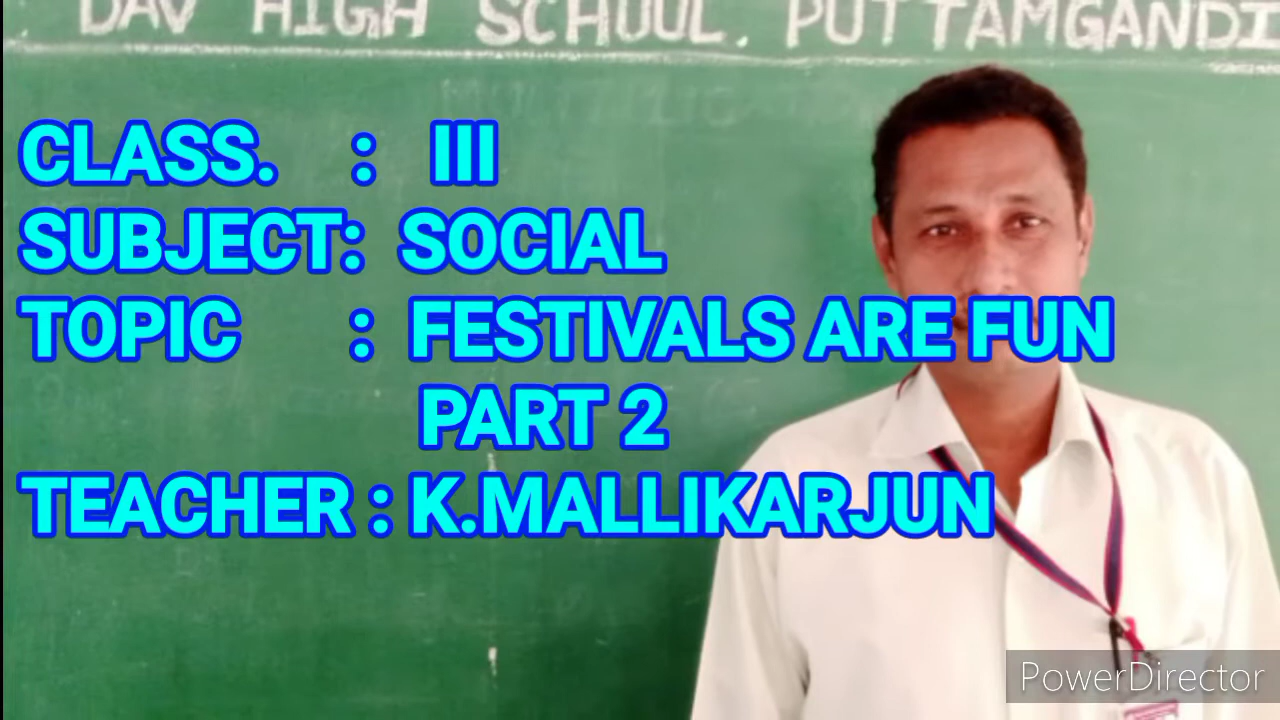 DAV HIGH SCHOOL. PUTTAMGANDI
CLASS. : III
SUBJECT: SOCIAL
TOPIC : FESTIVALS ARE FUN
PART 2
TEACHER : K.MALLIKARJUN
PowerDirector